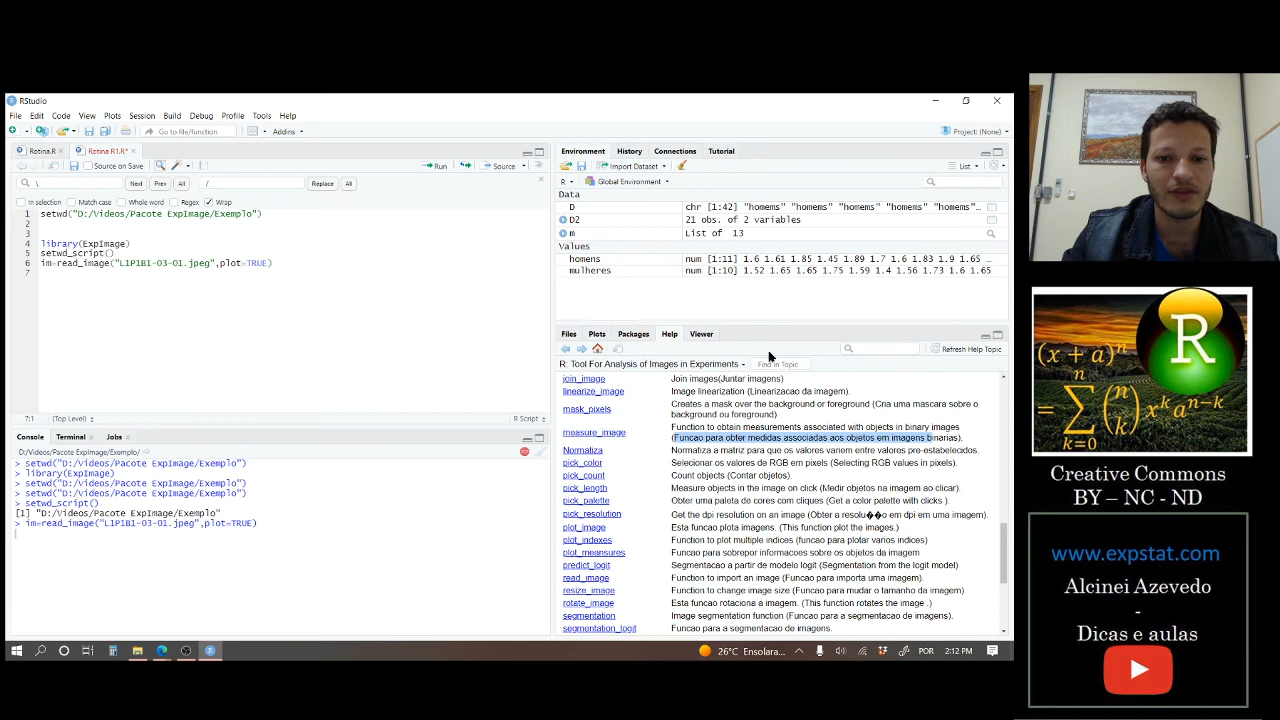 RStudio
File Edit Code View Plots Session Build Debug Profile Tools Help
Go to file/function Addins Project: (None)
Rotina.R Rotina R1.R*
Source on Save Run Source
\ Next Prev All / Replace All
In selection Match case Whole word Regex Wrap
1 setwd("D:/Videos/Pacote ExpImage/Exemplo")
2
3
4 library(ExpImage)
5 setwd_script()
6 im=read_image("L1P1B1-03-01.jpeg",plot=TRUE)
7
7:1 (Top Level) R Script
Console Terminal Jobs
D:/Videos/Pacote ExpImage/Exemplo/
> setwd("D:/videos/Pacote ExpImage/Exemplo")
> library(ExpImage)
> setwd("D:/videos/Pacote ExpImage/Exemplo")
> setwd("D:/videos/Pacote ExpImage/Exemplo")
> setwd_script()
[1] "D:/Videos/Pacote ExpImage/Exemplo"
> im=read_image("L1P1B1-03-01.jpeg",plot=TRUE)
Environment History Connections Tutorial
Import Dataset List
R Global Environment
Data
D chr [1:42] "homens" "homens" "homens" "homens" "homens"…
D2 21 obs. of 2 variables
m List of 13
Values
homens num [1:11] 1.6 1.61 1.85 1.45 1.89 1.7 1.6 1.83 1.9 1.65 …
mulheres num [1:10] 1.52 1.65 1.65 1.75 1.59 1.4 1.56 1.73 1.6 1.65
Files Plots Packages Help Viewer
Refresh Help Topic
R: Tool For Analysis of Images in Experiments Find in Topic
join_image Join images(Juntar imagens)
linearize_image Image linearization (Linearizacao da imagem).
mask_pixels Creates a mask over the background or foreground (Cria uma mascara sobre o
background ou foreground)
measure_image Function to obtain measurements associated with objects in binary images
(Funcao para obter medidas associadas aos objetos em imagens binarias).
Normatiza Normatiza a matriz para que os valores variem entre valores pre-estabelecidos.
pick_color Selecionar os valores de RGB em pixels (Selecting RGB values in pixels).
pick_count Count objects (Contar objetos).
pick_length Measure objects in the image on click (Medir objetos na imagem ao clicar).
pick_palette Obter uma paleta de cores com cliques (Get a color palette with clicks ).
pick_resolution Get the dpi resolution on an image (Obter a resolu��o em dpi em uma imagem).
plot_image Esta funcao plota imagens. (This function plot the images.)
plot_indexes Function to plot multiple indices (funcao para plotar varios indices)
plot_meansures Funcao para sobrepor informacoes sobre os objetos da imagem
predict_logit Segmentacao a partir de modelo logit (Segmentation from the logit model)
read_image Function to import an image (Funcao para importa uma imagem).
resize_image Function to change image size (Funcao para mudar o tamanho da imagem)
rotate_image Esta funcao rotaciona a imagem. (This function rotates the image .)
segmentation Image segmentation function (Funcao para a segmentacao de imagens).
segmentation_logit Funcao para a segmentacao de imagens.
26°C Ensolara... POR 2:12 PM
(x + a)^n
= ∑ (n k) x^k a^(n−k)
n k=0
R
Creative Commons
BY – NC - ND
www.expstat.com
Alcinei Azevedo
-
Dicas e aulas